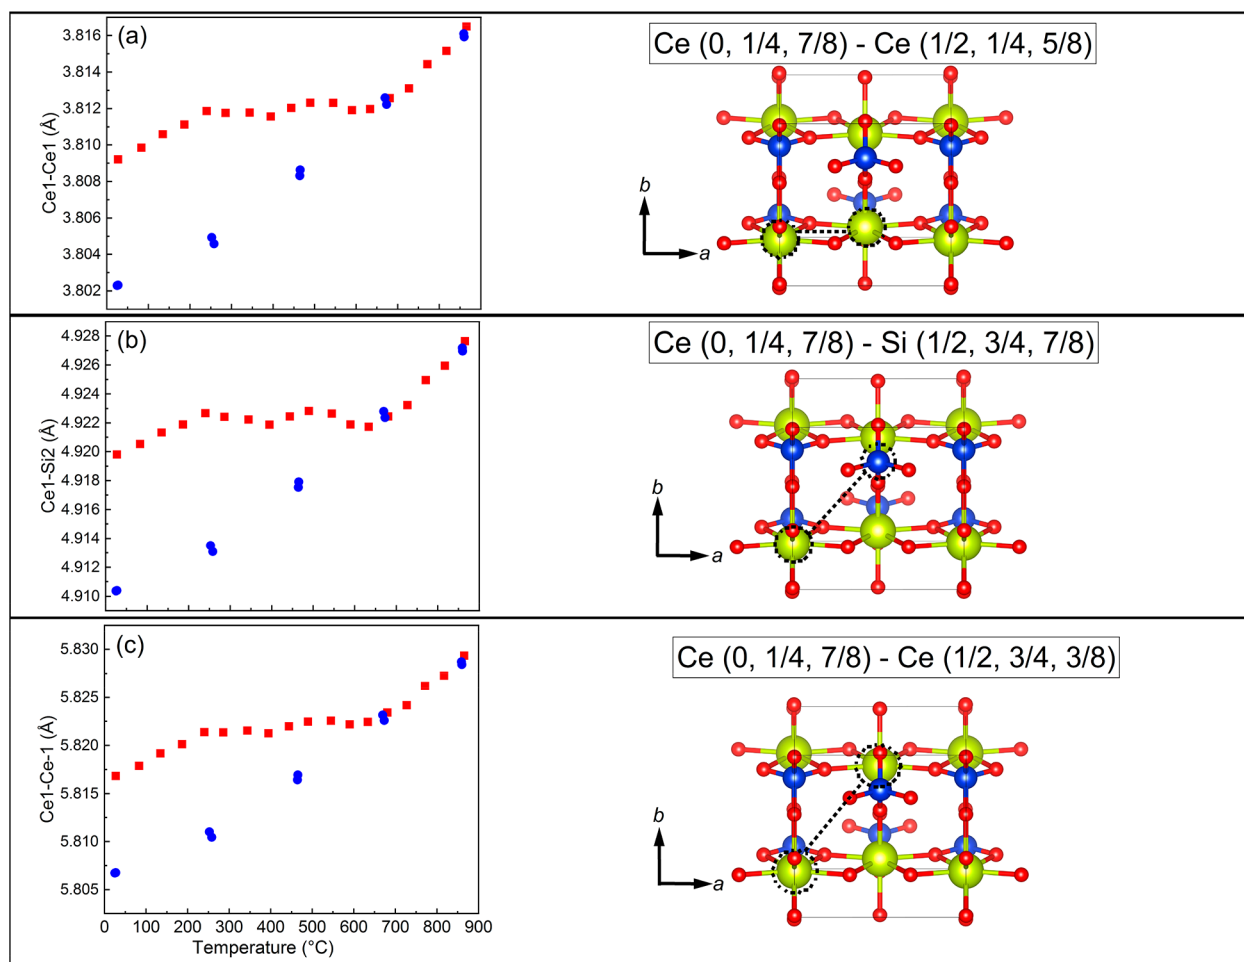 (a)
Ce (0, 1/4, 7/8) - Ce (1/2, 1/4, 5/8)
3.816
3.814
3.812
3.810
3.808
3.806
3.804
3.802
Ce1-Ce1 (Å)
b
a
(b)
Ce (0, 1/4, 7/8) - Si (1/2, 3/4, 7/8)
4.928
4.926
4.924
4.922
4.920
4.918
4.916
4.914
4.912
4.910
Ce1-Si2 (Å)
b
a
(c)
Ce (0, 1/4, 7/8) - Ce (1/2, 3/4, 3/8)
5.830
5.825
5.820
5.815
5.810
5.805
Ce1-Ce-1 (Å)
b
a
0 100 200 300 400 500 600 700 800 900
Temperature (°C)